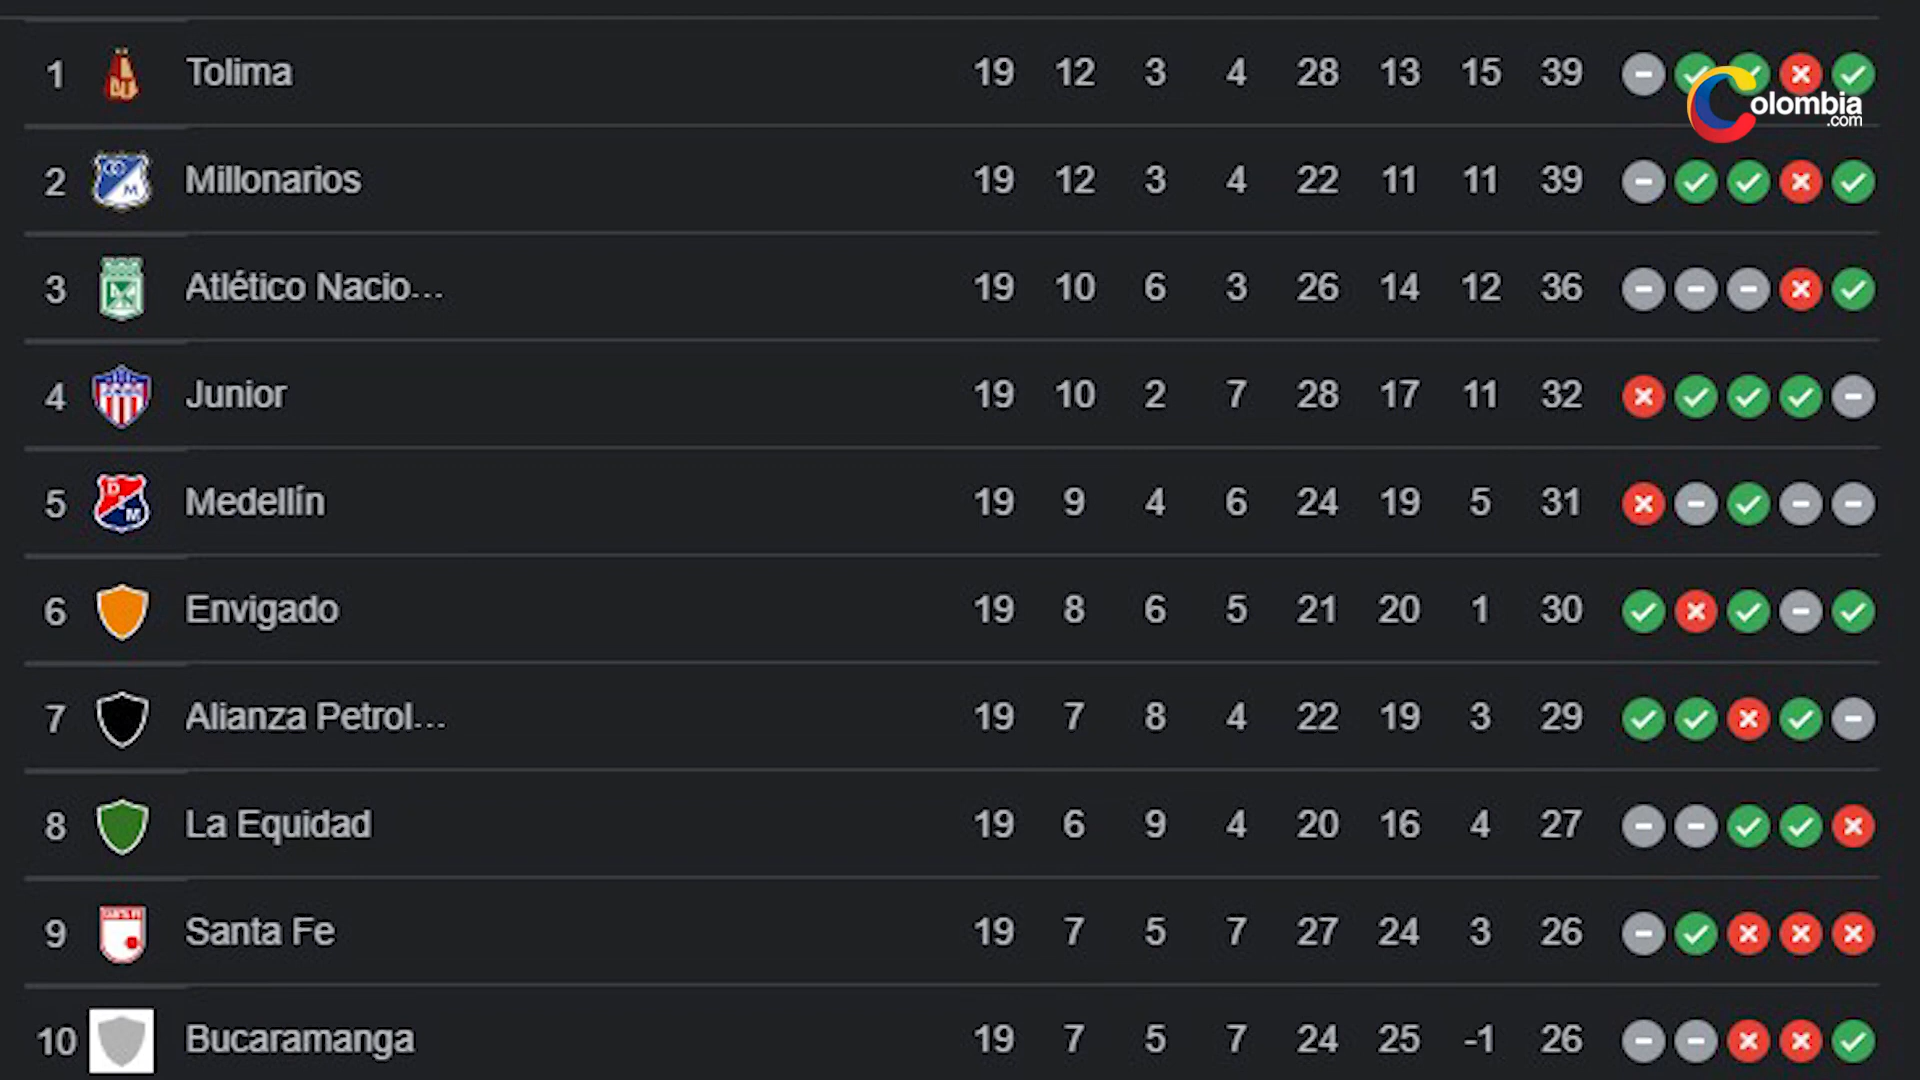 1 Tolima 19 12 3 4 28 13 15 39
Colombia
.com
2 Millonarios 19 12 3 4 22 11 11 39
3 Atlético Nacio... 19 10 6 3 26 14 12 36
4 Junior 19 10 2 7 28 17 11 32
5 Medellín 19 9 4 6 24 19 5 31
6 Envigado 19 8 6 5 21 20 1 30
7 Alianza Petrol... 19 7 8 4 22 19 3 29
8 La Equidad 19 6 9 4 20 16 4 27
9 Santa Fe 19 7 5 7 27 24 3 26
10 Bucaramanga 19 7 5 7 24 25 -1 26